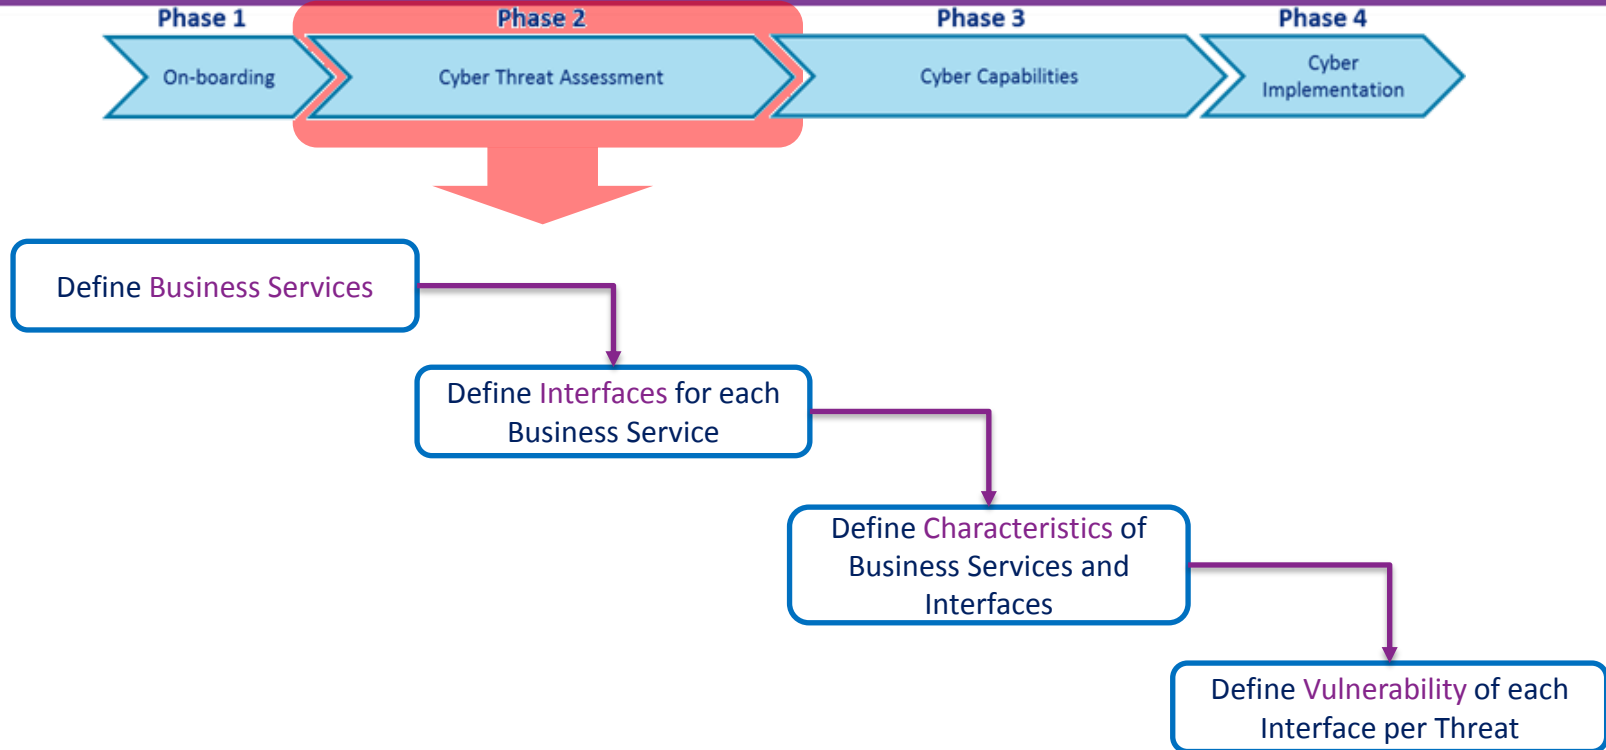 Phase 1
Phase 2
Phase 3
Phase 4
On-boarding
Cyber Threat Assessment
Cyber Capabilities
Cyber
Implementation
Define Business Services
Define Interfaces for each
Business Service
Define Characteristics of
Business Services and
Interfaces
Define Vulnerability of each
Interface per Threat